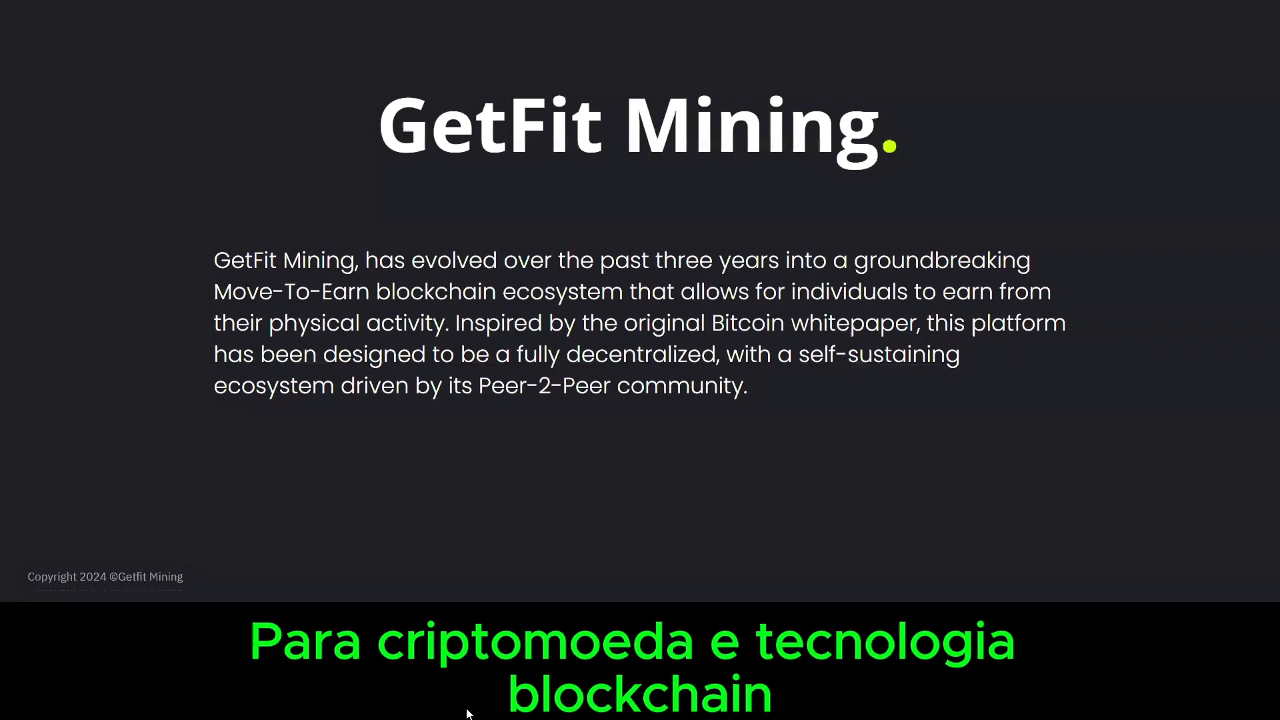 GetFit Mining.
GetFit Mining, has evolved over the past three years into a groundbreaking
Move-To-Earn blockchain ecosystem that allows for individuals to earn from
their physical activity. Inspired by the original Bitcoin whitepaper, this platform
has been designed to be a fully decentralized, with a self-sustaining
ecosystem driven by its Peer-2-Peer community.
Copyright 2024 ©Getfit Mining
Para criptomoeda e tecnologia
blockchain